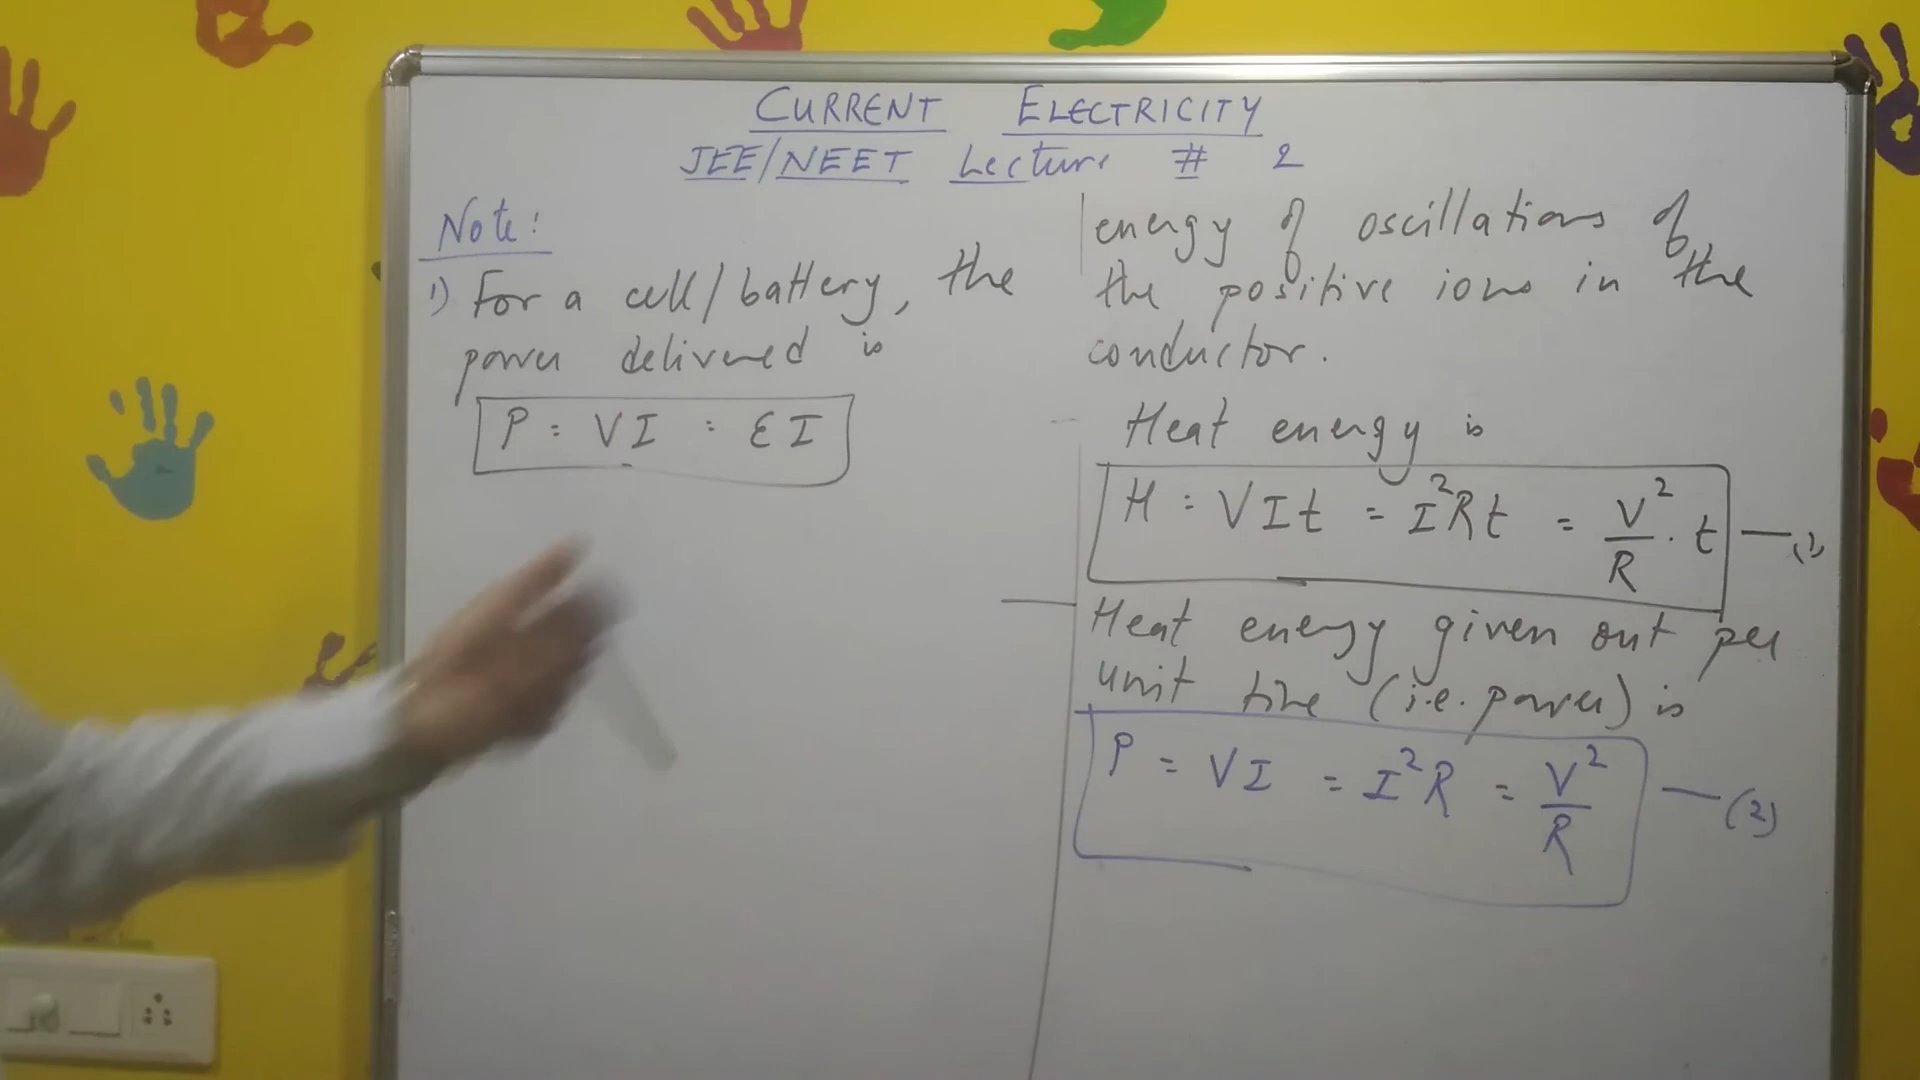 CURRENT ELECTRICITY
JEE/NEET Lecture # 2
Note:
1) For a cell/battery, the
power delivered is
P = VI = εI
energy of oscillations of
the positive ions in the
conductor.
Heat energy is
H = VIt = I²Rt = V²/R · t — (1)
Heat energy given out per
unit time (i.e. power) is
P = VI = I²R = V²/R — (2)